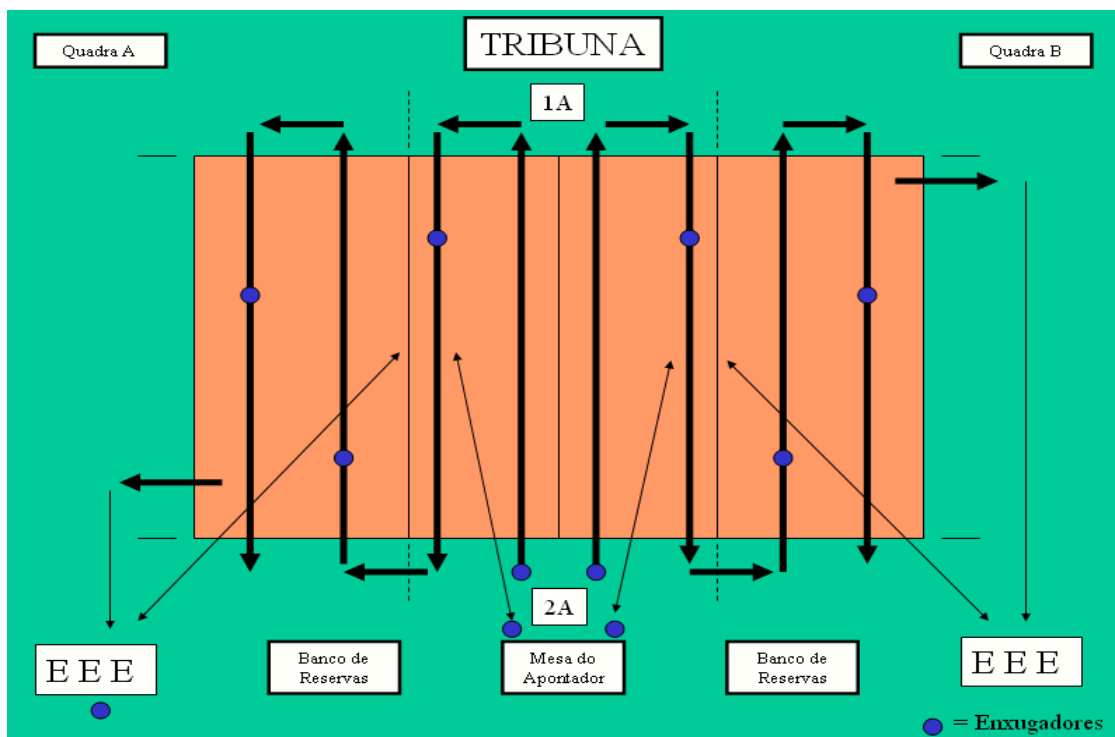 TRIBUNA
Quadra A
Quadra B
1A
2A
E E E
Banco de
Reservas
Mesa do
Apontador
Banco de
Reservas
E E E
= Enxugadores